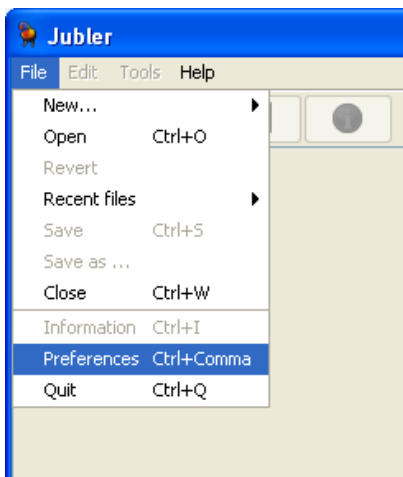 Jubler
File Edit Tools Help
New...
Open Ctrl+O
Revert
Recent files
Save Ctrl+S
Save as ...
Close Ctrl+W
Information Ctrl+I
Preferences Ctrl+Comma
Quit Ctrl+Q